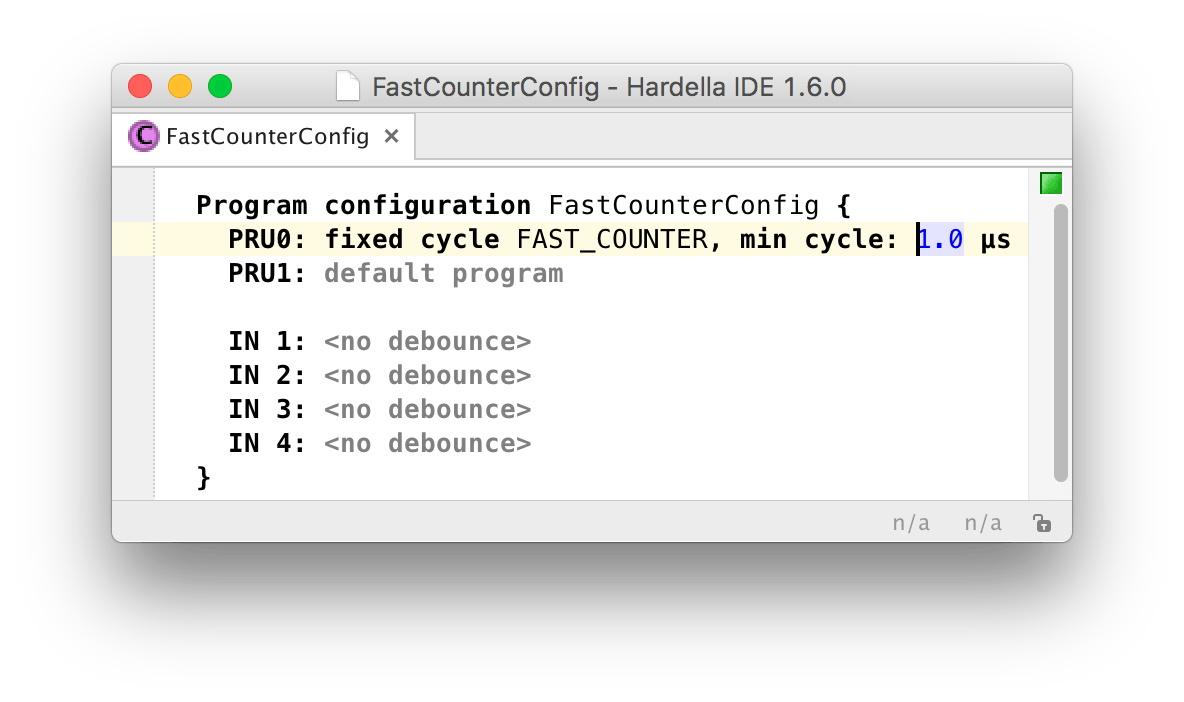 FastCounterConfig - Hardella IDE 1.6.0
C FastCounterConfig ×
Program configuration FastCounterConfig {
PRU0: fixed cycle FAST_COUNTER, min cycle: 1.0 µs
PRU1: default program
IN 1: <no debounce>
IN 2: <no debounce>
IN 3: <no debounce>
IN 4: <no debounce>
}
n/a n/a